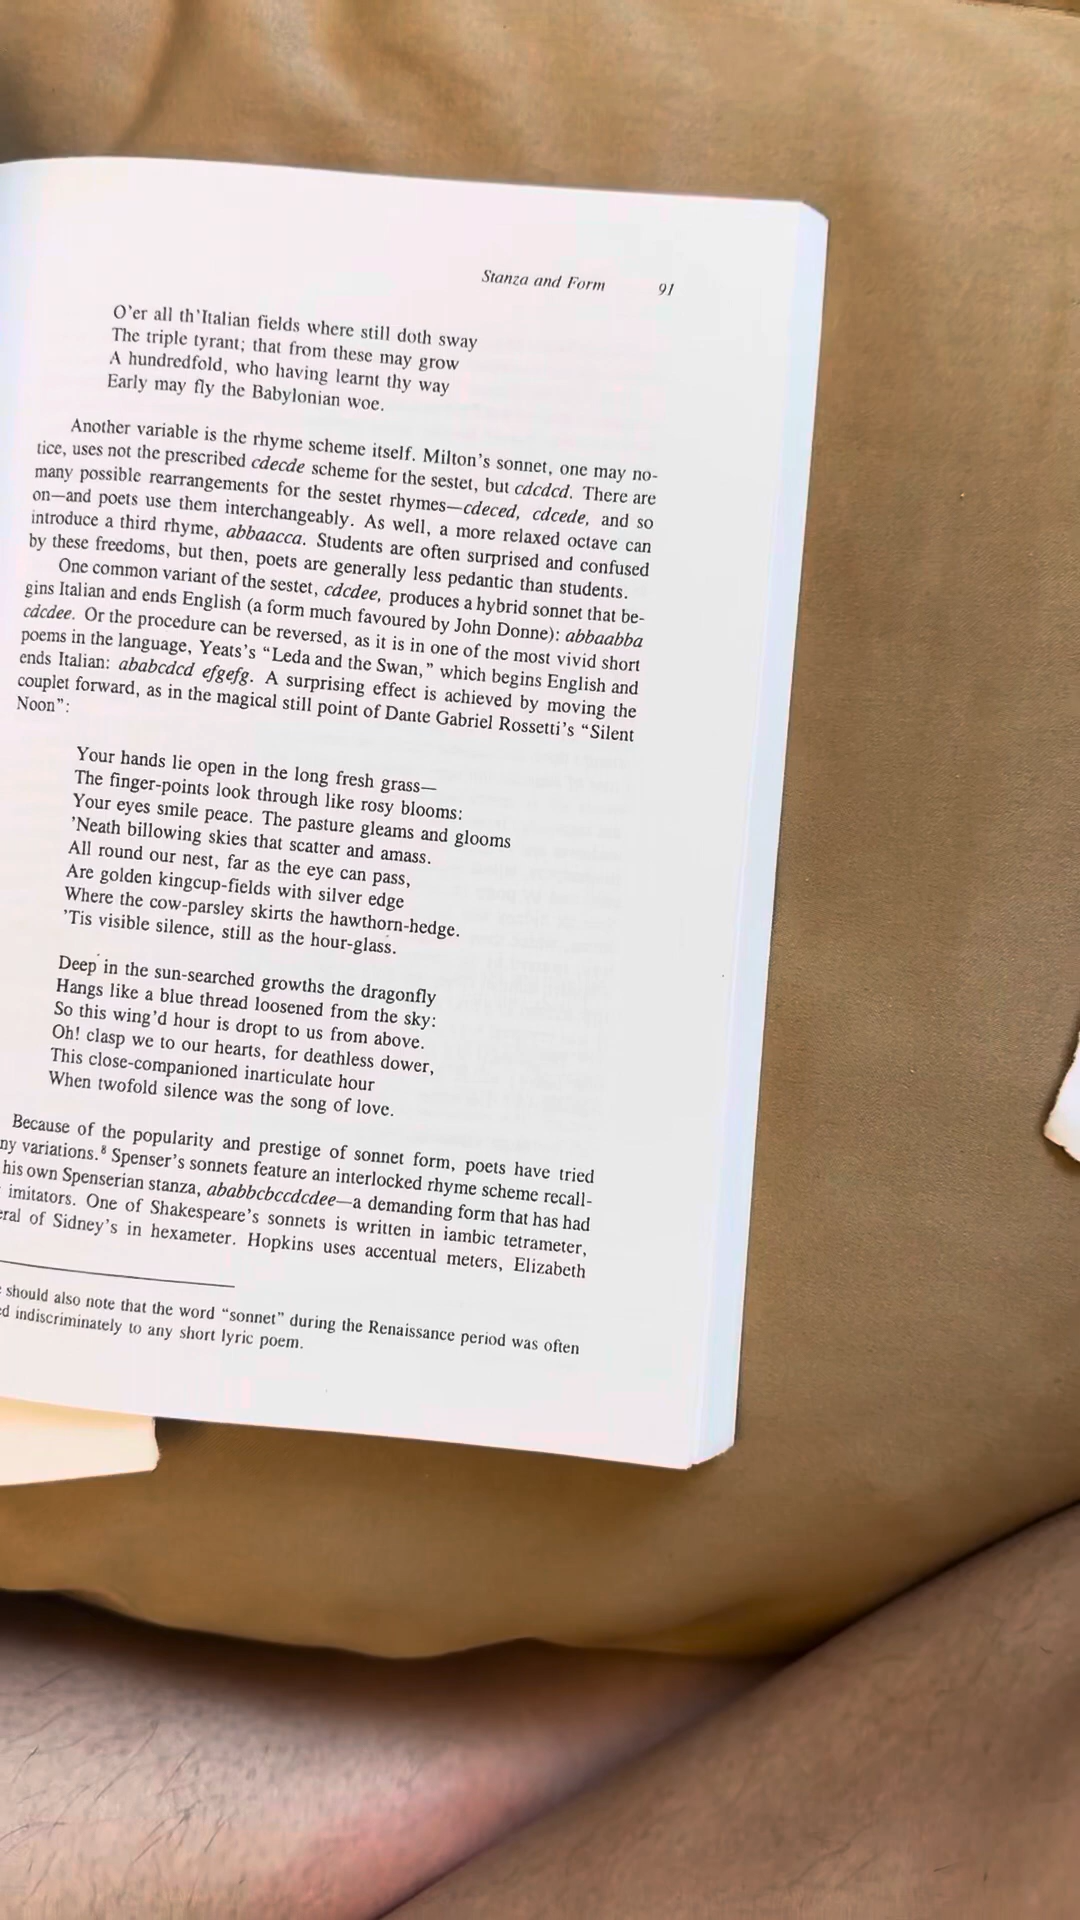 Stanza and Form 91
O'er all th'Italian fields where still doth sway
The triple tyrant; that from these may grow
A hundredfold, who having learnt thy way
Early may fly the Babylonian woe.
Another variable is the rhyme scheme itself. Milton's sonnet, one may no-
tice, uses not the prescribed cdecde scheme for the sestet, but cdcdcd. There are
many possible rearrangements for the sestet rhymes—cdeced, cdcede, and so
on—and poets use them interchangeably. As well, a more relaxed octave can
introduce a third rhyme, abbaacca. Students are often surprised and confused
by these freedoms, but then, poets are generally less pedantic than students.
One common variant of the sestet, cdcdee, produces a hybrid sonnet that be-
gins Italian and ends English (a form much favoured by John Donne): abbaabba
cdcdee. Or the procedure can be reversed, as it is in one of the most vivid short
poems in the language, Yeats's "Leda and the Swan," which begins English and
ends Italian: ababcdcd efgefg. A surprising effect is achieved by moving the
couplet forward, as in the magical still point of Dante Gabriel Rossetti's "Silent
Noon":
Your hands lie open in the long fresh grass—
The finger-points look through like rosy blooms:
Your eyes smile peace. The pasture gleams and glooms
'Neath billowing skies that scatter and amass.
All round our nest, far as the eye can pass,
Are golden kingcup-fields with silver edge
Where the cow-parsley skirts the hawthorn-hedge.
'Tis visible silence, still as the hour-glass.
Deep in the sun-searched growths the dragonfly
Hangs like a blue thread loosened from the sky:
So this wing'd hour is dropt to us from above.
Oh! clasp we to our hearts, for deathless dower,
This close-companioned inarticulate hour
When twofold silence was the song of love.
Because of the popularity and prestige of sonnet form, poets have tried
ny variations.⁸ Spenser's sonnets feature an interlocked rhyme scheme recall-
his own Spenserian stanza, ababbcbccdcdee—a demanding form that has had
imitators. One of Shakespeare's sonnets is written in iambic tetrameter,
eral of Sidney's in hexameter. Hopkins uses accentual meters, Elizabeth
should also note that the word "sonnet" during the Renaissance period was often
ed indiscriminately to any short lyric poem.